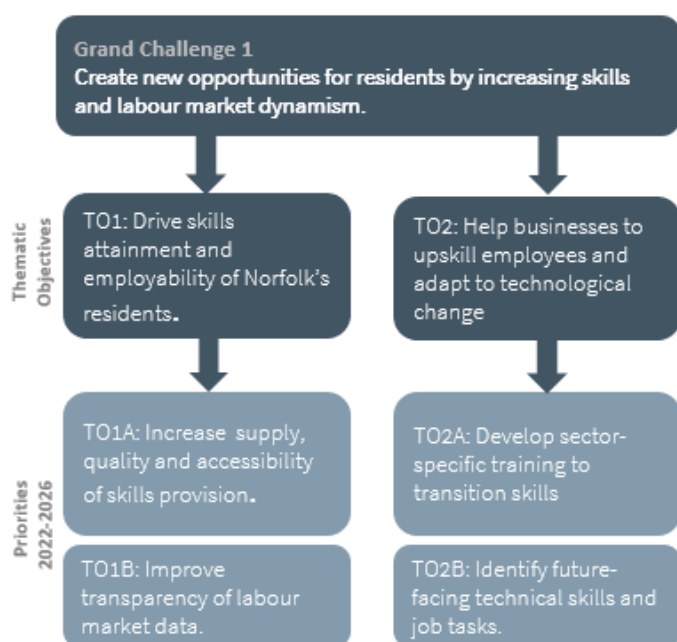 Grand Challenge 1
Create new opportunities for residents by increasing skills
and labour market dynamism.
Thematic
Objectives
TO1: Drive skills
attainment and
employability of Norfolk's
residents.
TO2: Help businesses to
upskill employees and
adapt to technological
change
Priorities
2022-2026
TO1A: Increase supply,
quality and accessibility
of skills provision.
TO2A: Develop sector-
specific training to
transition skills
TO1B: Improve
transparency of labour
market data.
TO2B: Identify future-
facing technical skills and
job tasks.